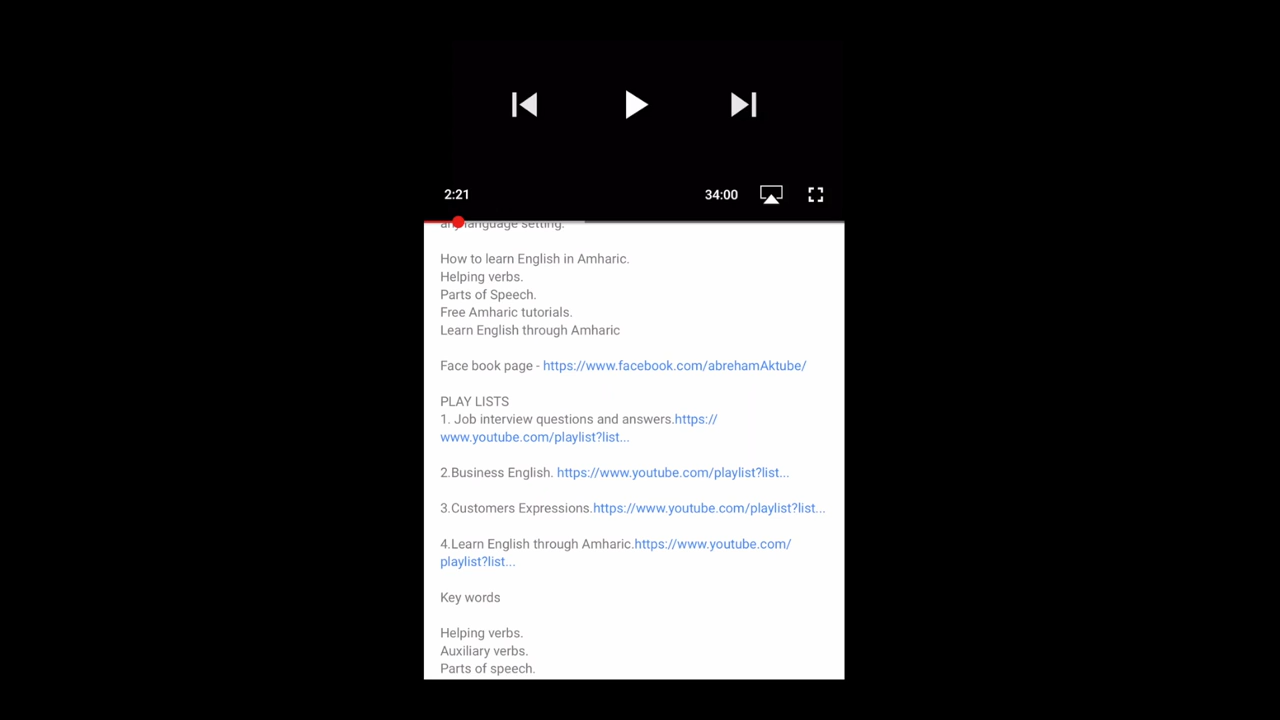 2:21
34:00
any language setting.
How to learn English in Amharic.
Helping verbs.
Parts of Speech.
Free Amharic tutorials.
Learn English through Amharic
Face book page - https://www.facebook.com/abrehamAktube/
PLAY LISTS
1. Job interview questions and answers.https://
www.youtube.com/playlist?list...
2.Business English. https://www.youtube.com/playlist?list...
3.Customers Expressions.https://www.youtube.com/playlist?list...
4.Learn English through Amharic.https://www.youtube.com/
playlist?list...
Key words
Helping verbs.
Auxiliary verbs.
Parts of speech.